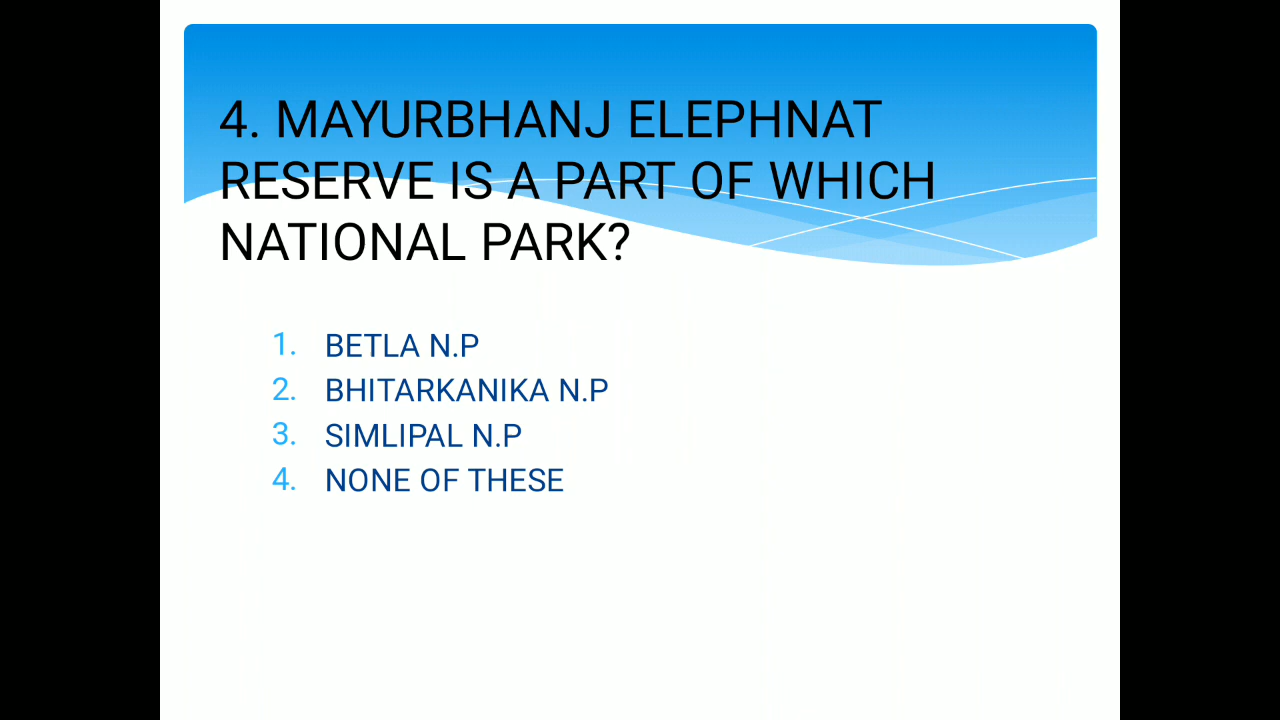 4. MAYURBHANJ ELEPHNAT
RESERVE IS A PART OF WHICH
NATIONAL PARK?
1. BETLA N.P
2. BHITARKANIKA N.P
3. SIMLIPAL N.P
4. NONE OF THESE